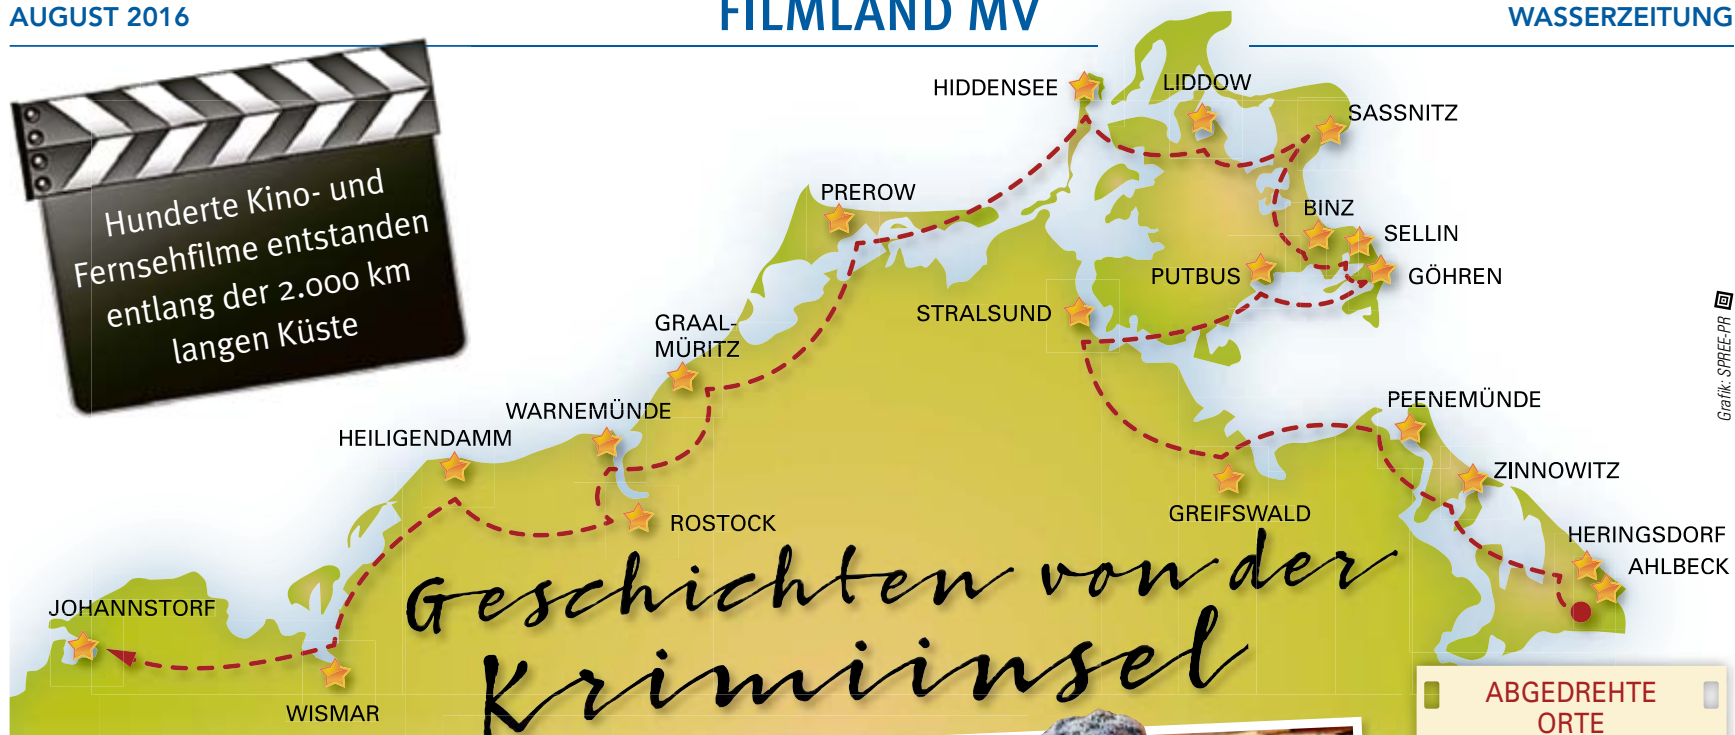 AUGUST 2016
FILMLAND MV
WASSERZEITUNG
Hunderte Kino- und
Fernsehfilme entstanden
entlang der 2.000 km
langen Küste
HIDDENSEE
LIDDOW
SASSNITZ
PREROW
BINZ
SELLIN
PUTBUS
GÖHREN
STRALSUND
GRAAL-
MÜRITZ
WARNEMÜNDE
HEILIGENDAMM
PEENEMÜNDE
ZINNOWITZ
ROSTOCK
GREIFSWALD
HERINGSDORF
AHLBECK
JOHANNSTORF
WISMAR
Grafik: SPREE-PR
Geschichten von der
Krimiinsel
ABGEDREHTE
ORTE